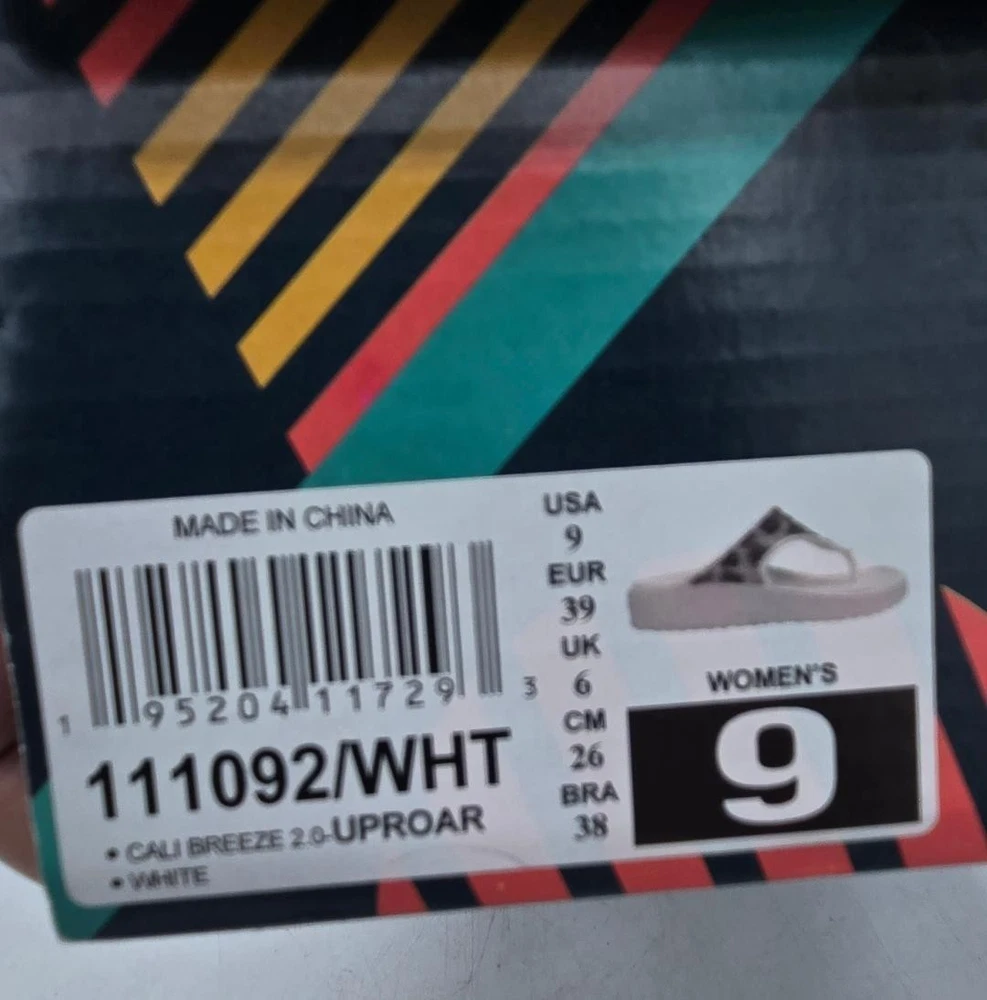 MADE IN CHINA
1 95204 11729 3
111092/WHT
• CALI BREEZE 2.0-UPROAR
• WHITE
USA
9
EUR
39
UK
6
CM
26
BRA
38
WOMEN'S
9